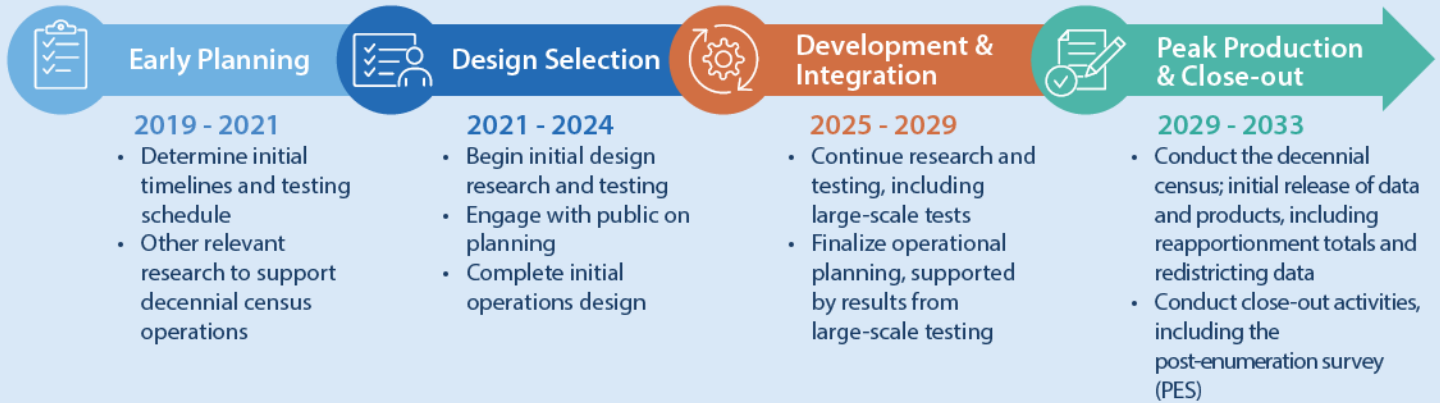 Early Planning
2019 - 2021
• Determine initial
timelines and testing
schedule
• Other relevant
research to support
decennial census
operations
Design Selection
2021 - 2024
• Begin initial design
research and testing
• Engage with public on
planning
• Complete initial
operations design
Development &
Integration
2025 - 2029
• Continue research and
testing, including
large-scale tests
• Finalize operational
planning, supported
by results from
large-scale testing
Peak Production
& Close-out
2029 - 2033
• Conduct the decennial
census; initial release of data
and products, including
reapportionment totals and
redistricting data
• Conduct close-out activities,
including the
post-enumeration survey
(PES)